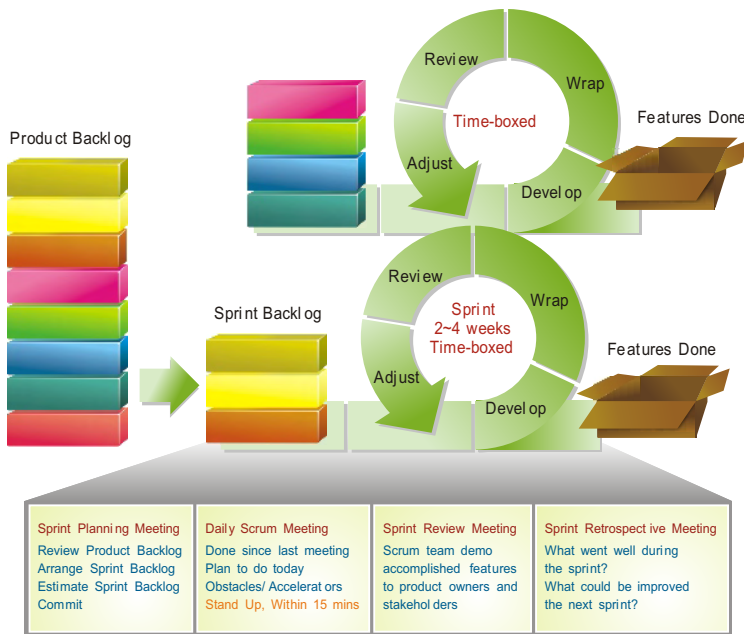 Review
Wrap
Time-boxed
Adjust
Develop
Features Done
Product Backlog
Sprint Backlog
Review
Wrap
Sprint
2~4 weeks
Time-boxed
Adjust
Develop
Features Done
Sprint Planning Meeting
Review Product Backlog
Arrange Sprint Backlog
Estimate Sprint Backlog
Commit
Daily Scrum Meeting
Done since last meeting
Plan to do today
Obstacles/Accelerators
Stand Up, Within 15 mins
Sprint Review Meeting
Scrum team demo
accomplished features
to product owners and
stakeholders
Sprint Retrospective Meeting
What went well during
the sprint?
What could be improved
the next sprint?